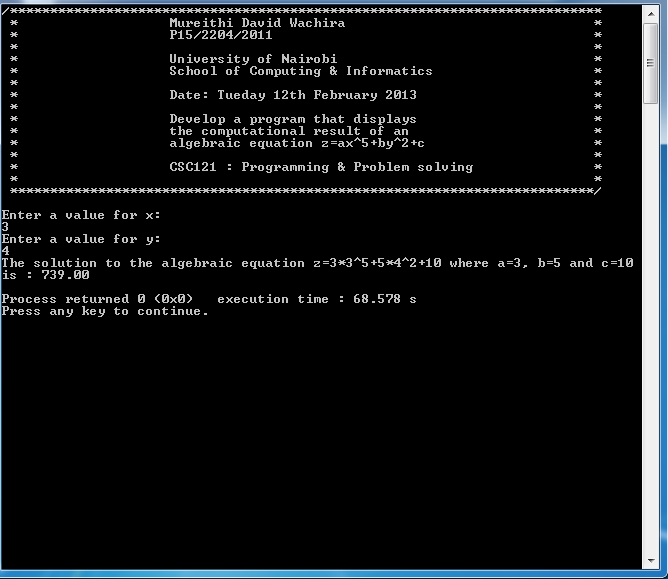 /*************************************************************************
* Mureithi David Wachira *
* P15/2204/2011 *
* *
* University of Nairobi *
* School of Computing & Informatics *
* *
* Date: Tueday 12th February 2013 *
* *
* Develop a program that displays *
* the computational result of an *
* algebraic equation z=ax^5+by^2+c *
* *
* CSC121 : Programming & Problem solving *
* *
*************************************************************************/
Enter a value for x:
3
Enter a value for y:
4
The solution to the algebraic equation z=3*3^5+5*4^2+10 where a=3, b=5 and c=10
is : 739.00
Process returned 0 (0x0)   execution time : 68.578 s
Press any key to continue.